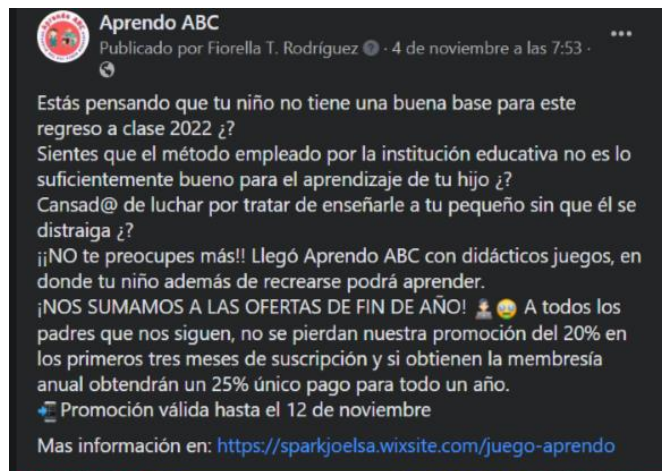 Aprendo ABC
Publicado por Fiorella T. Rodríguez · 4 de noviembre a las 7:53 ·
Estás pensando que tu niño no tiene una buena base para este
regreso a clase 2022 ¿?
Sientes que el método empleado por la institución educativa no es lo
suficientemente bueno para el aprendizaje de tu hijo ¿?
Cansad@ de luchar por tratar de enseñarle a tu pequeño sin que él se
distraiga ¿?
¡¡NO te preocupes más!! Llegó Aprendo ABC con didácticos juegos, en
donde tu niño además de recrearse podrá aprender.
¡NOS SUMAMOS A LAS OFERTAS DE FIN DE AÑO! A todos los
padres que nos siguen, no se pierdan nuestra promoción del 20% en
los primeros tres meses de suscripción y si obtienen la membresía
anual obtendrán un 25% único pago para todo un año.
📲Promoción válida hasta el 12 de noviembre
Mas información en: https://sparkjoelsa.wixsite.com/juego-aprendo